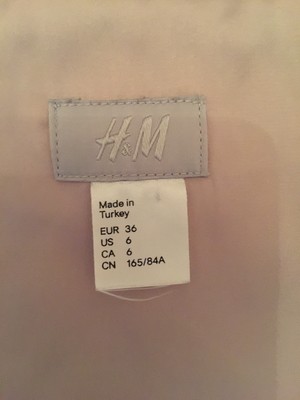 H&M
Made in
Turkey
EUR 36
US 6
CA 6
CN 165/84A